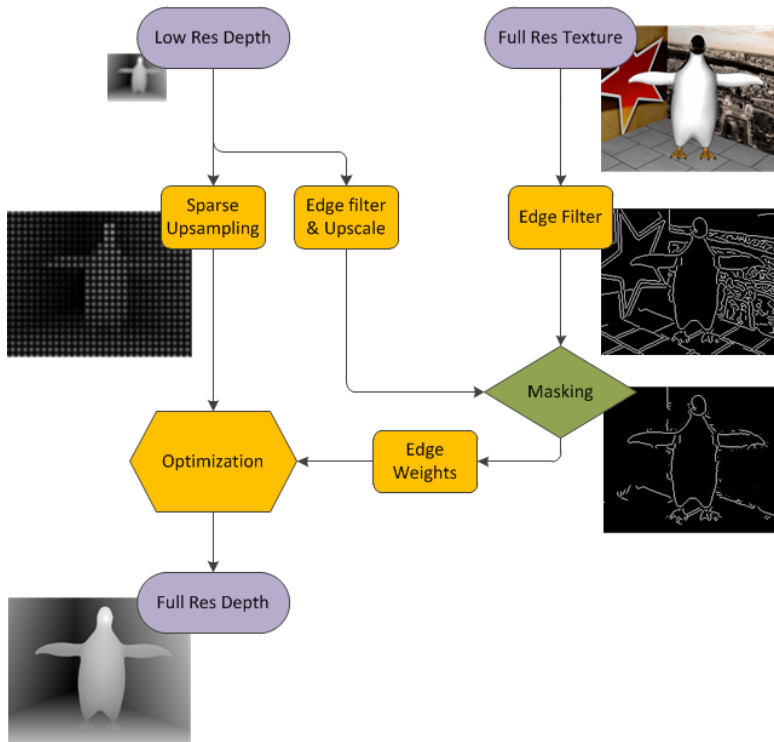 Low Res Depth
Full Res Texture
Sparse
Upsampling
Edge filter
& Upscale
Edge Filter
Masking
Optimization
Edge
Weights
Full Res Depth